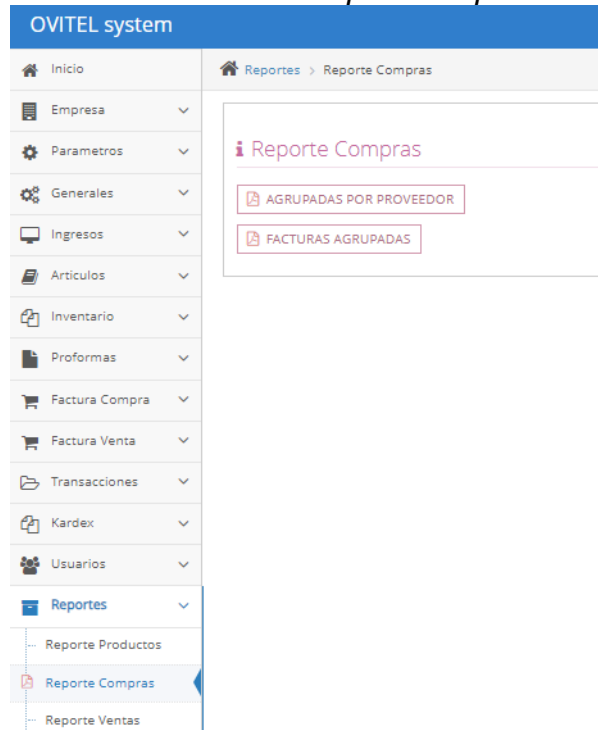 OVITEL system
Inicio
Reportes > Reporte Compras
Empresa
Parametros
Generales
Ingresos
Articulos
Inventario
Proformas
Factura Compra
Factura Venta
Transacciones
Kardex
Usuarios
Reportes
Reporte Productos
Reporte Compras
Reporte Ventas
i Reporte Compras
AGRUPADAS POR PROVEEDOR
FACTURAS AGRUPADAS